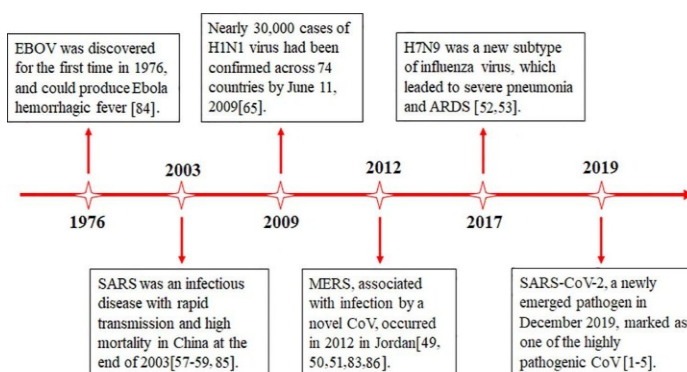 EBOV was discovered
for the first time in 1976,
and could produce Ebola
hemorrhagic fever [84].
Nearly 30,000 cases of
H1N1 virus had been
confirmed across 74
countries by June 11,
2009[65].
H7N9 was a new subtype
of influenza virus, which
led to severe pneumonia
and ARDS [52,53].
2003
2012
2019
1976
2009
2017
SARS was an infectious
disease with rapid
transmission and high
mortality in China at the
end of 2003[57-59, 85].
MERS, associated
with infection by a
novel CoV, occurred
in 2012 in Jordan[49,
50,51,83,86].
SARS-CoV-2, a newly
emerged pathogen in
December 2019, marked as
one of the highly
pathogenic CoV [1-5].